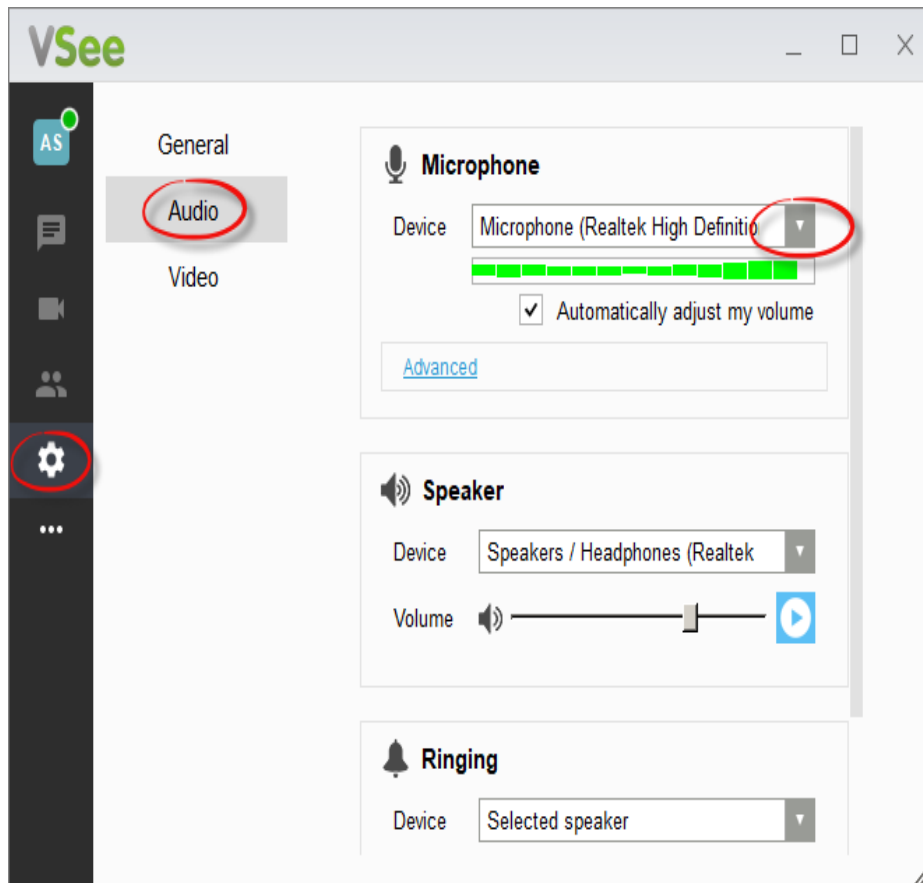 VSee
AS
General
Audio
Video
Microphone
Device Microphone (Realtek High Definitio
Automatically adjust my volume
Advanced
Speaker
Device Speakers / Headphones (Realtek
Volume
Ringing
Device Selected speaker